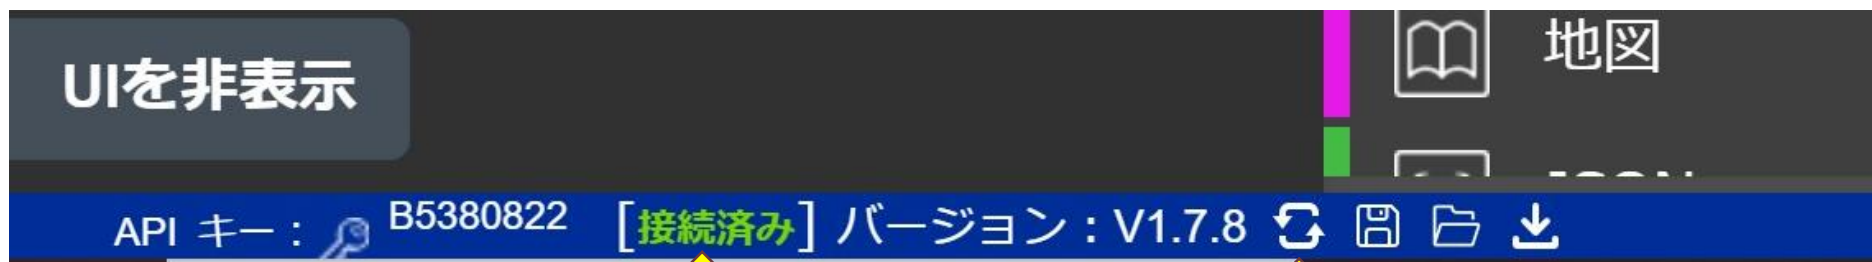 UIを非表示
地図
JSON
API キー : B5380822 [接続済み] バージョン : V1.7.8